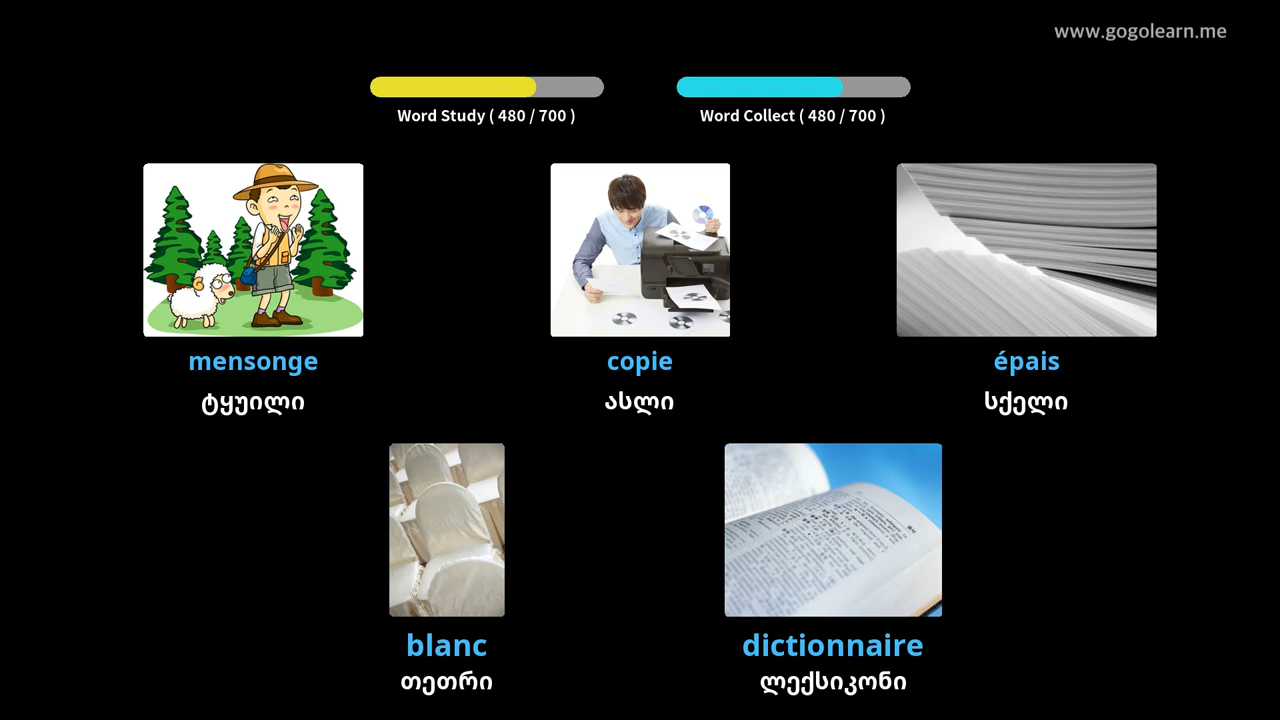 www.gogolearn.me
Word Study ( 480 / 700 )
Word Collect ( 480 / 700 )
mensonge
ტყუილი
copie
ასლი
épais
სქელი
blanc
თეთრი
dictionnaire
ლექსიკონი